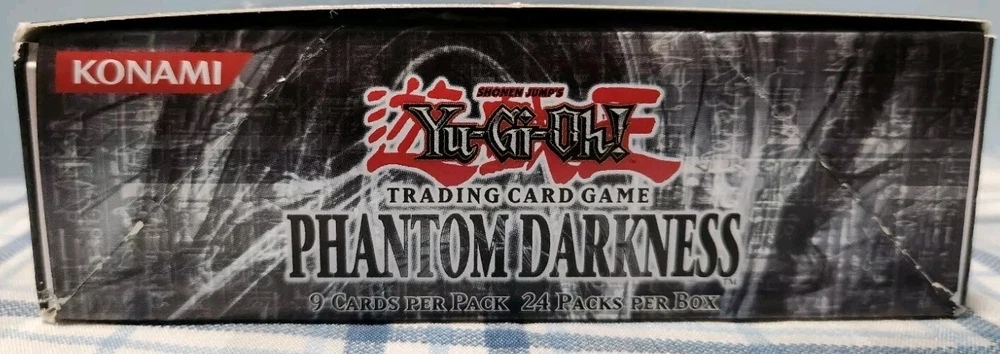 KONAMI
遊戯王
SHONEN JUMP'S
Yu-Gi-Oh!
TRADING CARD GAME
PHANTOM DARKNESS
TM
9 CARDS PER PACK 24 PACKS PER BOX